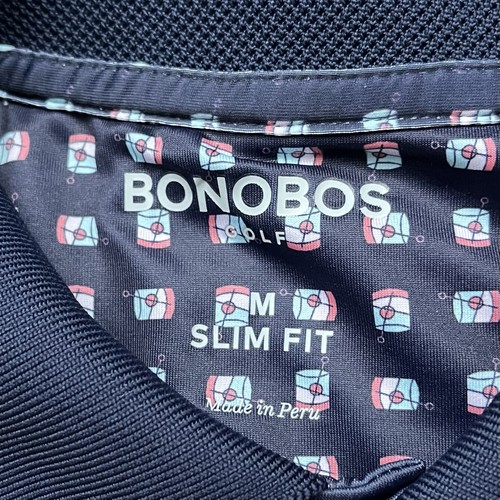 BONOBOS
GOLF
M
SLIM FIT
Made in Peru